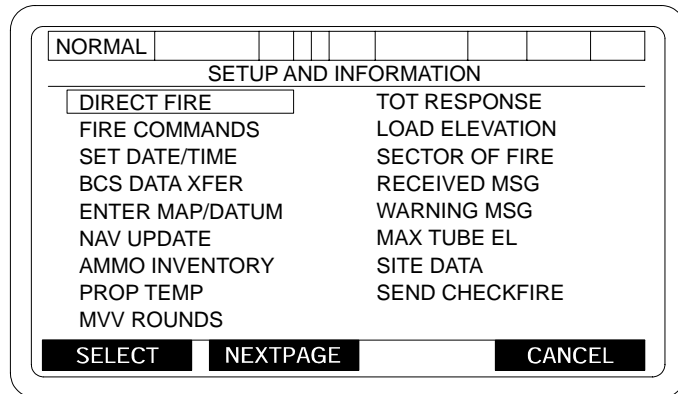 NORMAL
SETUP AND INFORMATION
DIRECT FIRE
FIRE COMMANDS
SET DATE/TIME
BCS DATA XFER
ENTER MAP/DATUM
NAV UPDATE
AMMO INVENTORY
PROP TEMP
MVV ROUNDS
TOT RESPONSE
LOAD ELEVATION
SECTOR OF FIRE
RECEIVED MSG
WARNING MSG
MAX TUBE EL
SITE DATA
SEND CHECKFIRE
SELECT NEXTPAGE CANCEL